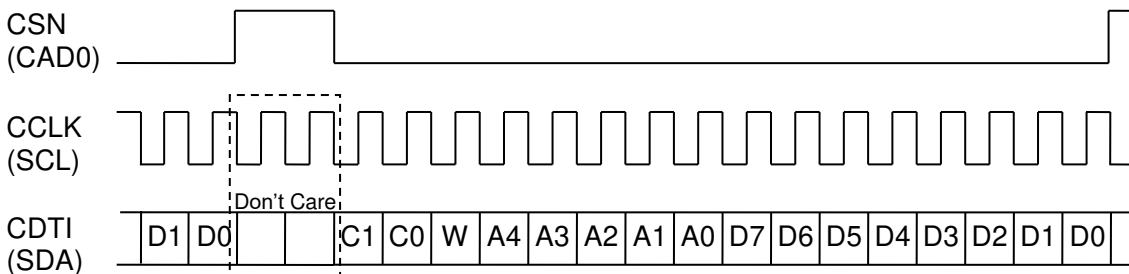 CSN
(CAD0)
CCLK
(SCL)
Don't Care
CDTI
(SDA)
D1 D0 C1 C0 W A4 A3 A2 A1 A0 D7 D6 D5 D4 D3 D2 D1 D0